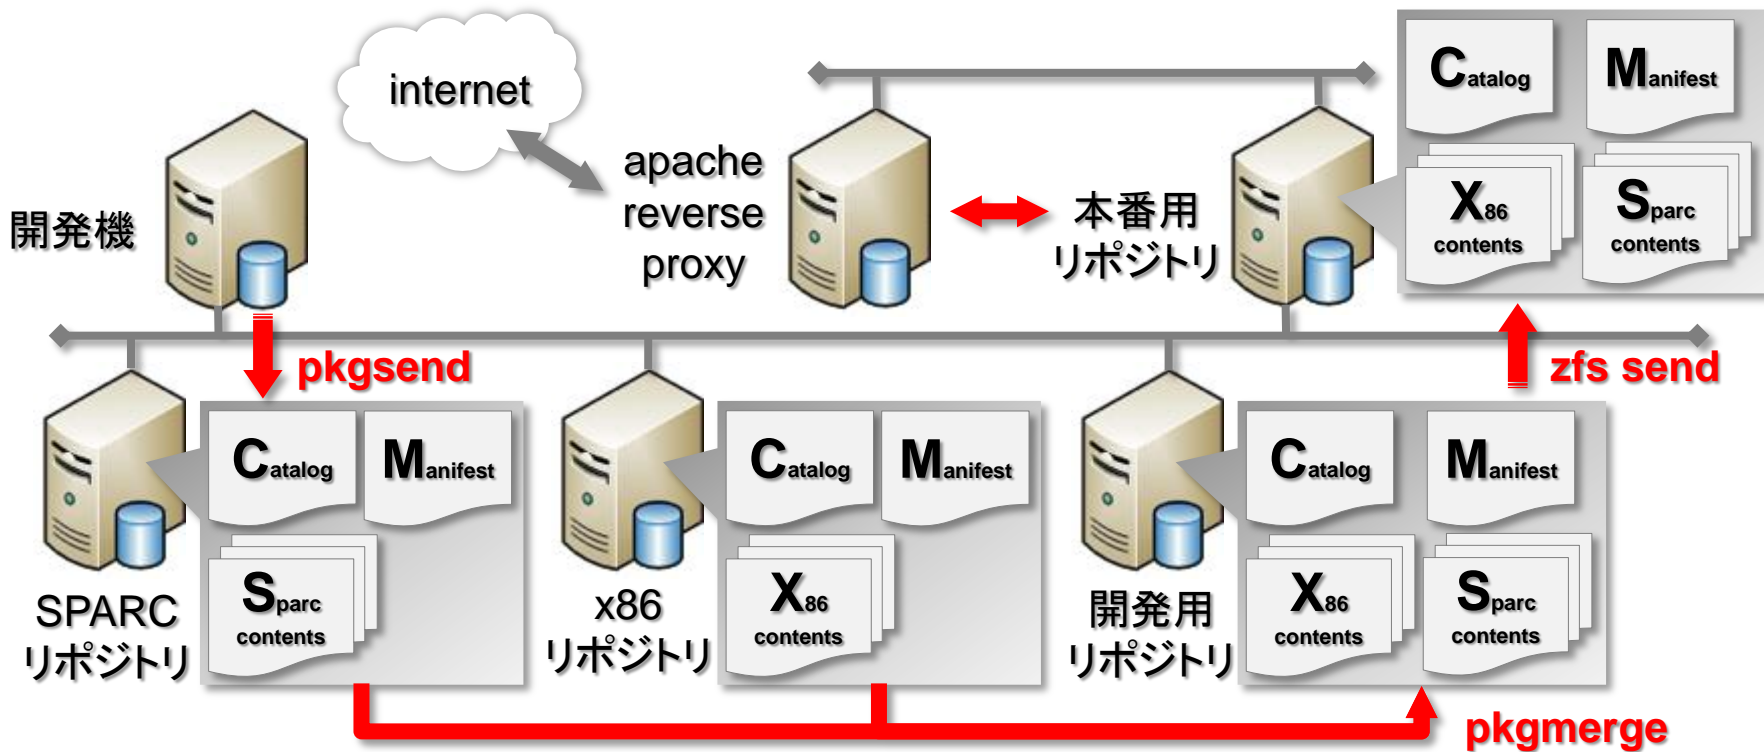 internet
apache
reverse
proxy
開発機
本番用
リポジトリ
Catalog
Manifest
X86
contents
Sparc
contents
pkgsend
zfs send
Catalog
Manifest
Sparc
contents
SPARC
リポジトリ
Catalog
Manifest
X86
contents
x86
リポジトリ
Catalog
Manifest
X86
contents
Sparc
contents
開発用
リポジトリ
pkgmerge